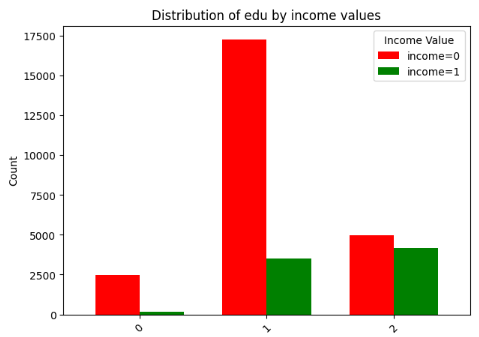 Distribution of edu by income values
Income Value
income=0
income=1
Count
17500
15000
12500
10000
7500
5000
2500
0
0
1
2